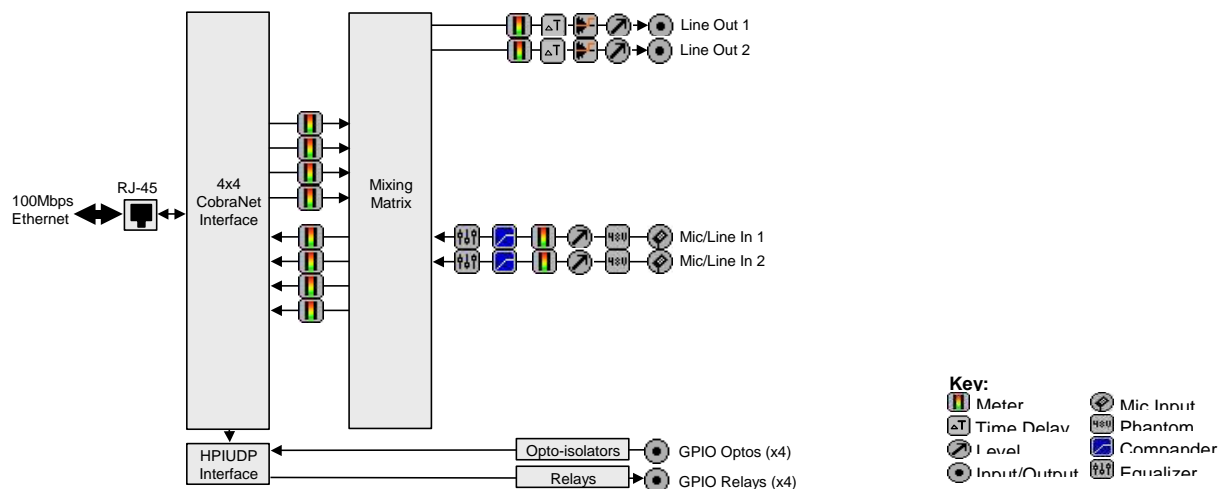 Line Out 1
Line Out 2
100Mbps
Ethernet
RJ-45
4x4
CobraNet
Interface
Mixing
Matrix
Mic/Line In 1
Mic/Line In 2
HPIUDP
Interface
Opto-isolators
GPIO Optos (x4)
Relays
GPIO Relays (x4)
Key:
Meter
Mic Input
Time Delay
Phantom
Level
Compander
Input/Output
Equalizer